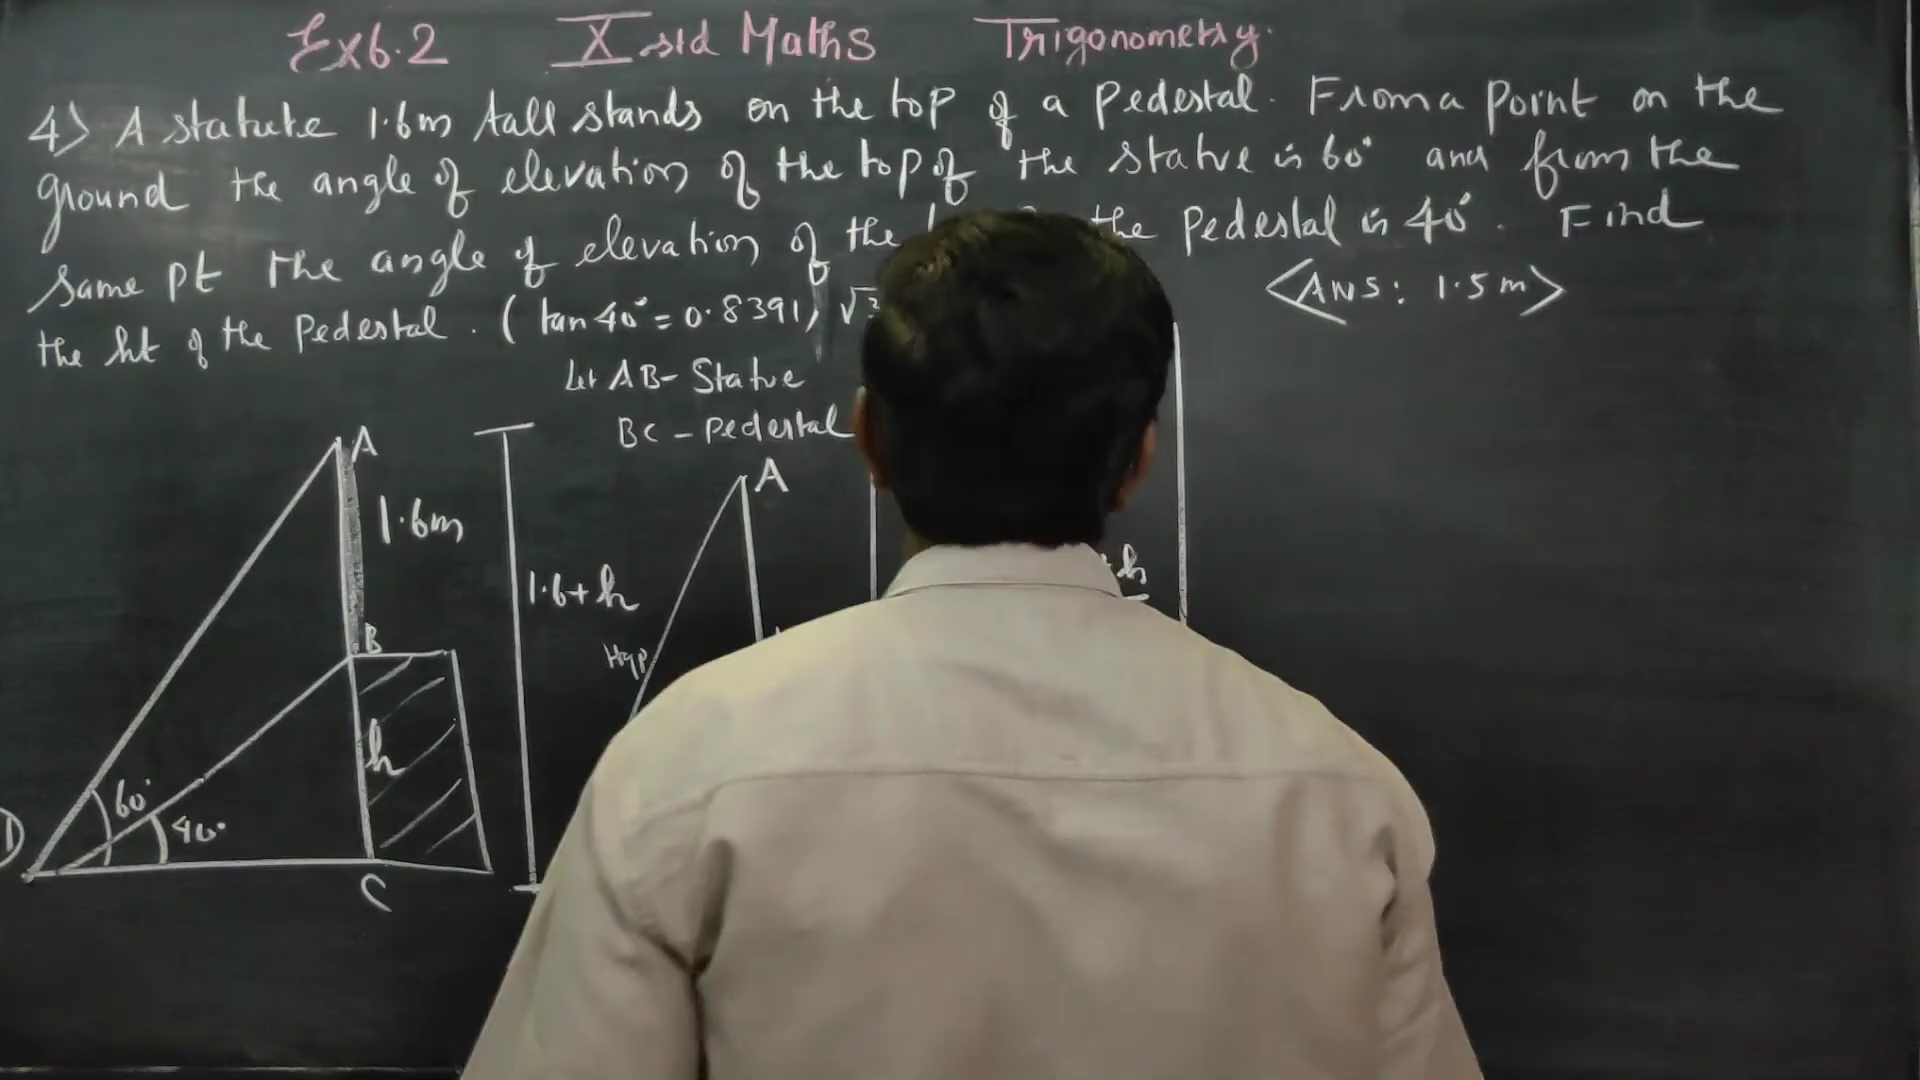 Ex 6.2 X std Maths Trigonometry.
4) A statute 1.6m tall stands on the top of a Pedestal. From a point on the
ground the angle of elevation of the top of the statue is 60° and from the
same pt the angle of elevation of the the Pedestal is 40°. Find
the ht of the Pedestal. (tan 40° = 0.8391, √3
<ANS: 1.5m>
Let AB - Statue
BC - Pedestal
A
1.6m
B
h
60°
40°
C
1.6+h
A
Hyp
h